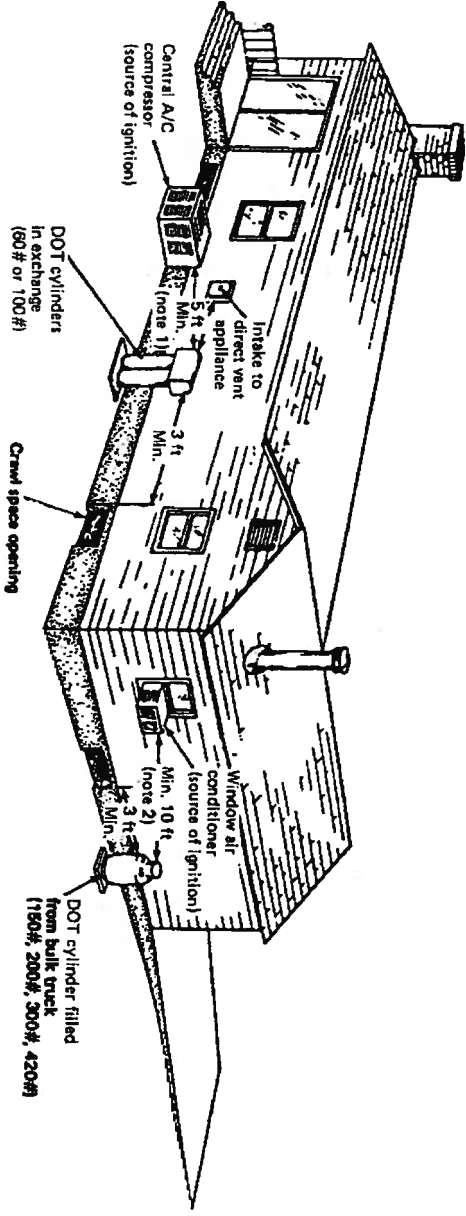 Central A/C
compressor
(source of ignition)
DOT cylinders
in exchange
(60# or 100#)
5 ft
Min.
(note 1)
Intake to
direct vent
appliance
3 ft
Min.
Crawl space opening
Window air
conditioner
(source of ignition)
Min. 10 ft
(note 2)
3 ft
Min.
DOT cylinder filled
from bulk truck
(150#, 200#, 300#, 420#)